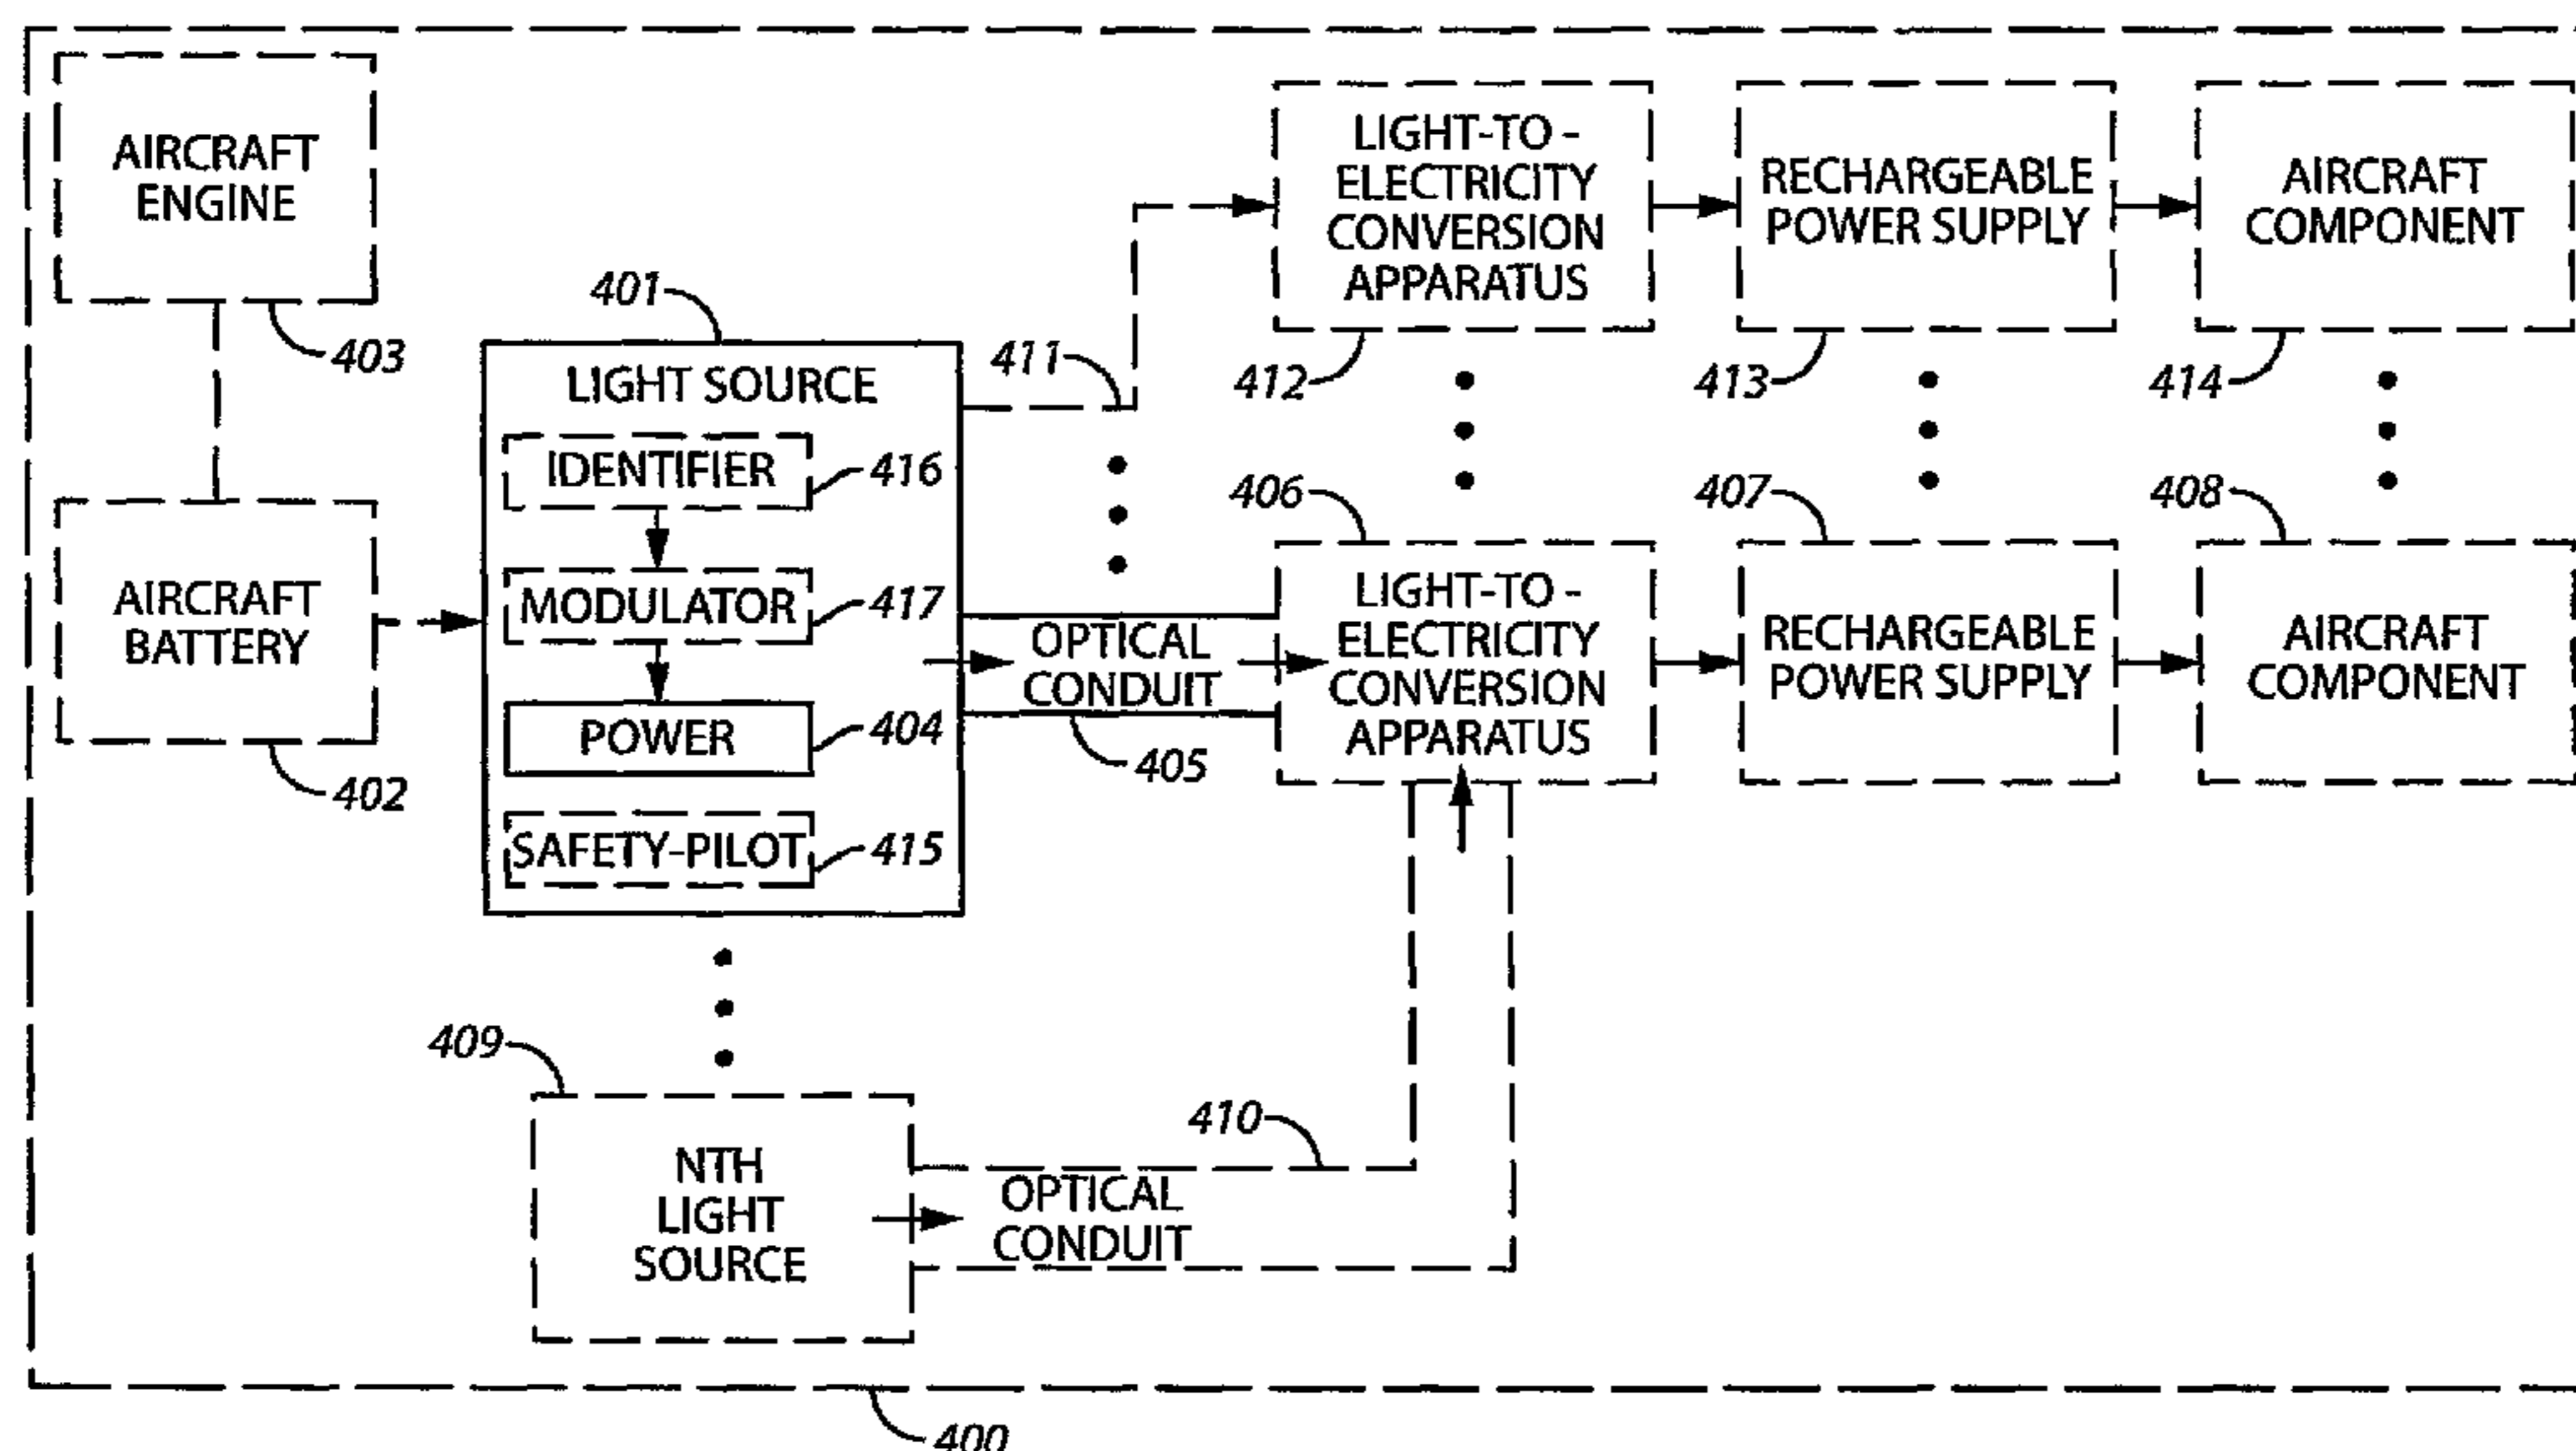 AIRCRAFT
ENGINE
403
LIGHT-TO-
ELECTRICITY
CONVERSION
APPARATUS
412
RECHARGEABLE
POWER SUPPLY
413
AIRCRAFT
COMPONENT
414
401
LIGHT SOURCE
IDENTIFIER
416
MODULATOR
417
POWER
404
SAFETY-PILOT
415
411
AIRCRAFT
BATTERY
402
OPTICAL
CONDUIT
405
406
LIGHT-TO-
ELECTRICITY
CONVERSION
APPARATUS
407
RECHARGEABLE
POWER SUPPLY
408
AIRCRAFT
COMPONENT
409
NTH
LIGHT
SOURCE
410
OPTICAL
CONDUIT
400